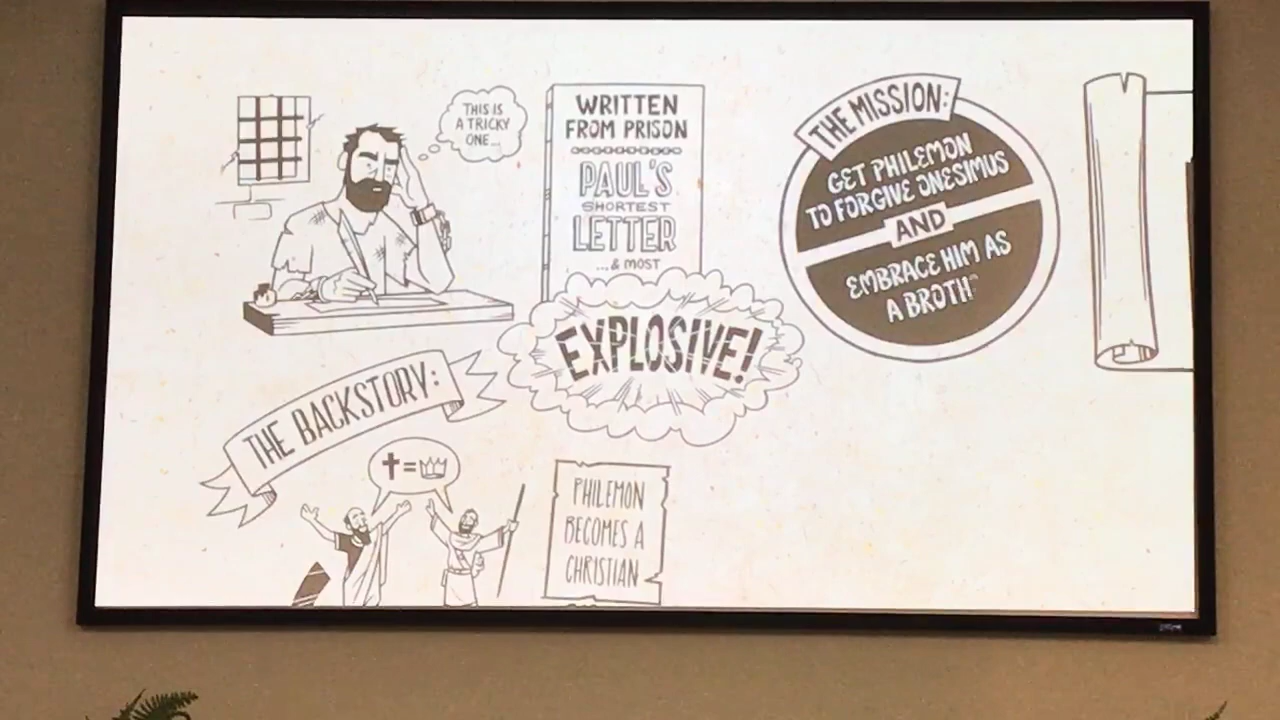 THIS IS
A TRICKY
ONE...
WRITTEN
FROM PRISON
PAUL'S
SHORTEST
LETTER
...& MOST
EXPLOSIVE!
THE MISSION:
GET PHILEMON
TO FORGIVE ONESIMUS
AND
EMBRACE HIM AS
A BROTH
THE BACKSTORY:
PHILEMON
BECOMES A
CHRISTIAN